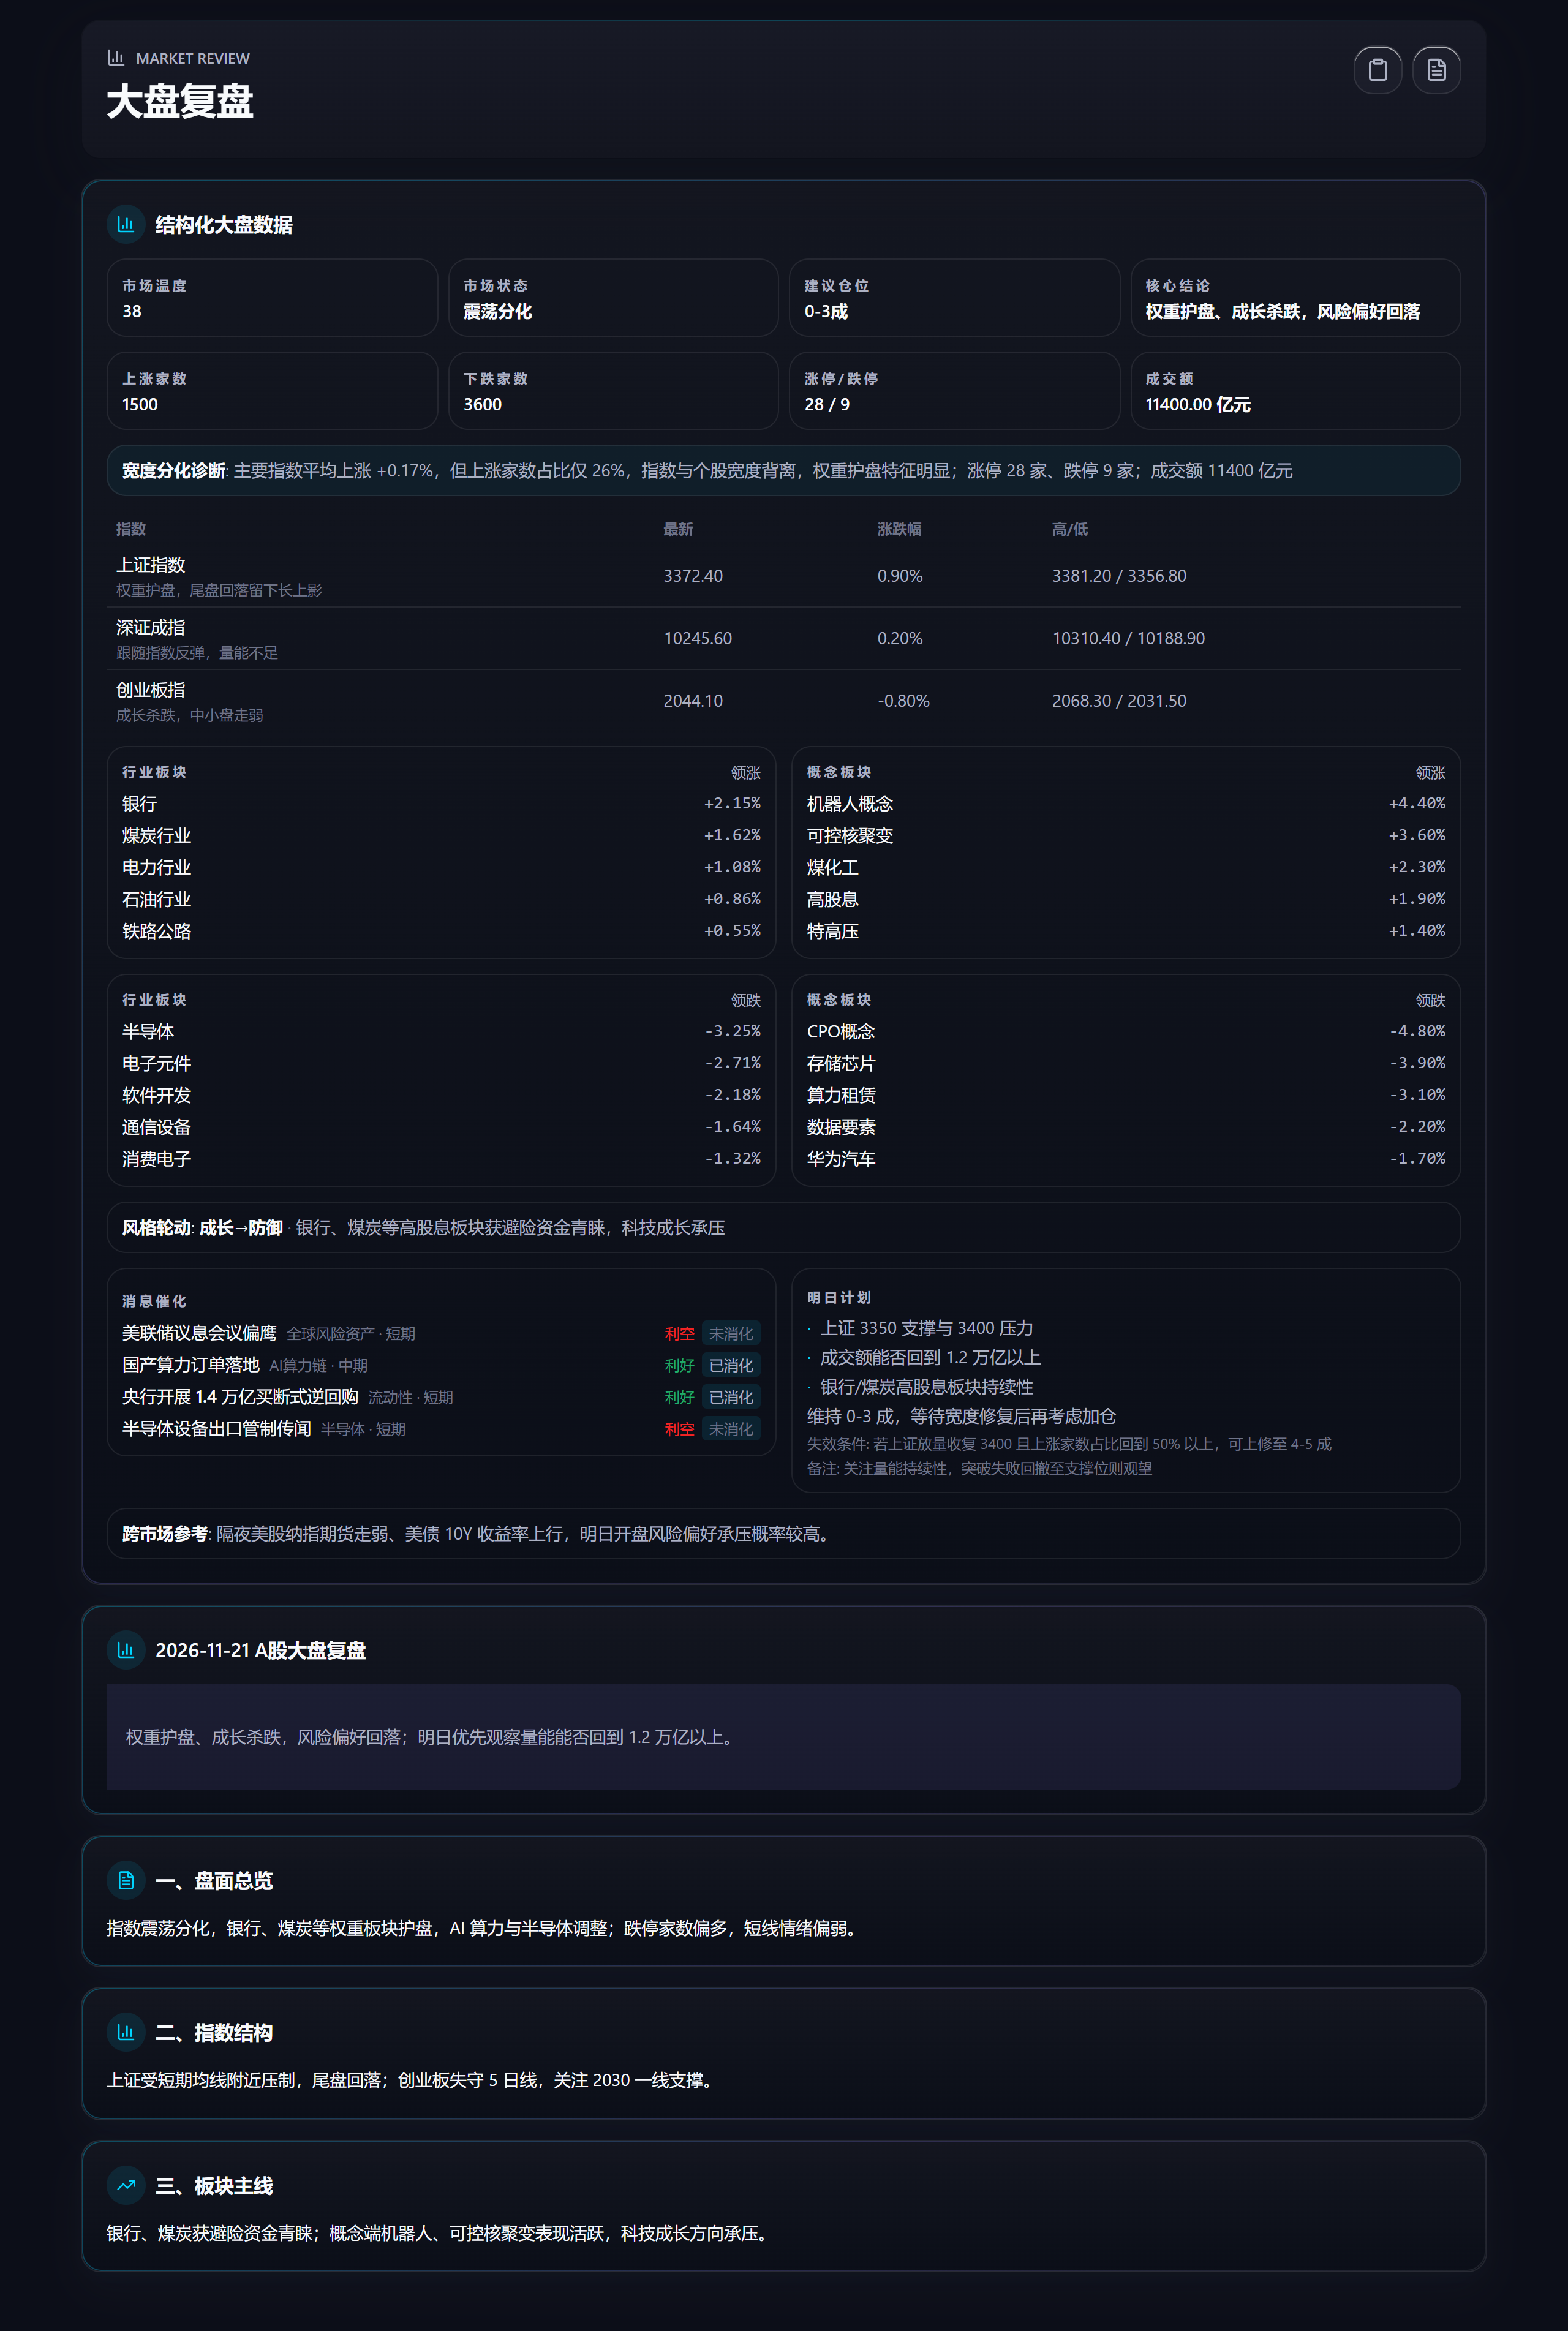 MARKET REVIEW
大盘复盘
结构化大盘数据
市场温度
38
市场状态
震荡分化
建议仓位
0-3成
核心结论
权重护盘、成长杀跌，风险偏好回落
上涨家数
1500
下跌家数
3600
涨停/跌停
28 / 9
成交额
11400.00 亿元
宽度分化诊断: 主要指数平均上涨 +0.17%，但上涨家数占比仅 26%，指数与个股宽度背离，权重护盘特征明显；涨停 28 家、跌停 9 家；成交额 11400 亿元
指数 最新 涨跌幅 高/低
上证指数
权重护盘，尾盘回落留下长上影
3372.40 0.90% 3381.20 / 3356.80
深证成指
跟随指数反弹，量能不足
10245.60 0.20% 10310.40 / 10188.90
创业板指
成长杀跌，中小盘走弱
2044.10 -0.80% 2068.30 / 2031.50
行业板块 领涨
银行 +2.15%
煤炭行业 +1.62%
电力行业 +1.08%
石油行业 +0.86%
铁路公路 +0.55%
概念板块 领涨
机器人概念 +4.40%
可控核聚变 +3.60%
煤化工 +2.30%
高股息 +1.90%
特高压 +1.40%
行业板块 领跌
半导体 -3.25%
电子元件 -2.71%
软件开发 -2.18%
通信设备 -1.64%
消费电子 -1.32%
概念板块 领跌
CPO概念 -4.80%
存储芯片 -3.90%
算力租赁 -3.10%
数据要素 -2.20%
华为汽车 -1.70%
风格轮动: 成长→防御 · 银行、煤炭等高股息板块获避险资金青睐，科技成长承压
消息催化
美联储议息会议偏鹰 全球风险资产 · 短期 利空 未消化
国产算力订单落地 AI算力链 · 中期 利好 已消化
央行开展 1.4 万亿买断式逆回购 流动性 · 短期 利好 已消化
半导体设备出口管制传闻 半导体 · 短期 利空 未消化
明日计划
· 上证 3350 支撑与 3400 压力
· 成交额能否回到 1.2 万亿以上
· 银行/煤炭高股息板块持续性
维持 0-3 成，等待宽度修复后再考虑加仓
失效条件: 若上证放量收复 3400 且上涨家数占比回到 50% 以上，可上修至 4-5 成
备注: 关注量能持续性，突破失败回撤至支撑位则观望
跨市场参考: 隔夜美股纳指期货走弱、美债 10Y 收益率上行，明日开盘风险偏好承压概率较高。
2026-11-21 A股大盘复盘
权重护盘、成长杀跌，风险偏好回落；明日优先观察量能能否回到 1.2 万亿以上。
一、盘面总览
指数震荡分化，银行、煤炭等权重板块护盘，AI 算力与半导体调整；跌停家数偏多，短线情绪偏弱。
二、指数结构
上证受短期均线附近压制，尾盘回落；创业板失守 5 日线，关注 2030 一线支撑。
三、板块主线
银行、煤炭获避险资金青睐；概念端机器人、可控核聚变表现活跃，科技成长方向承压。